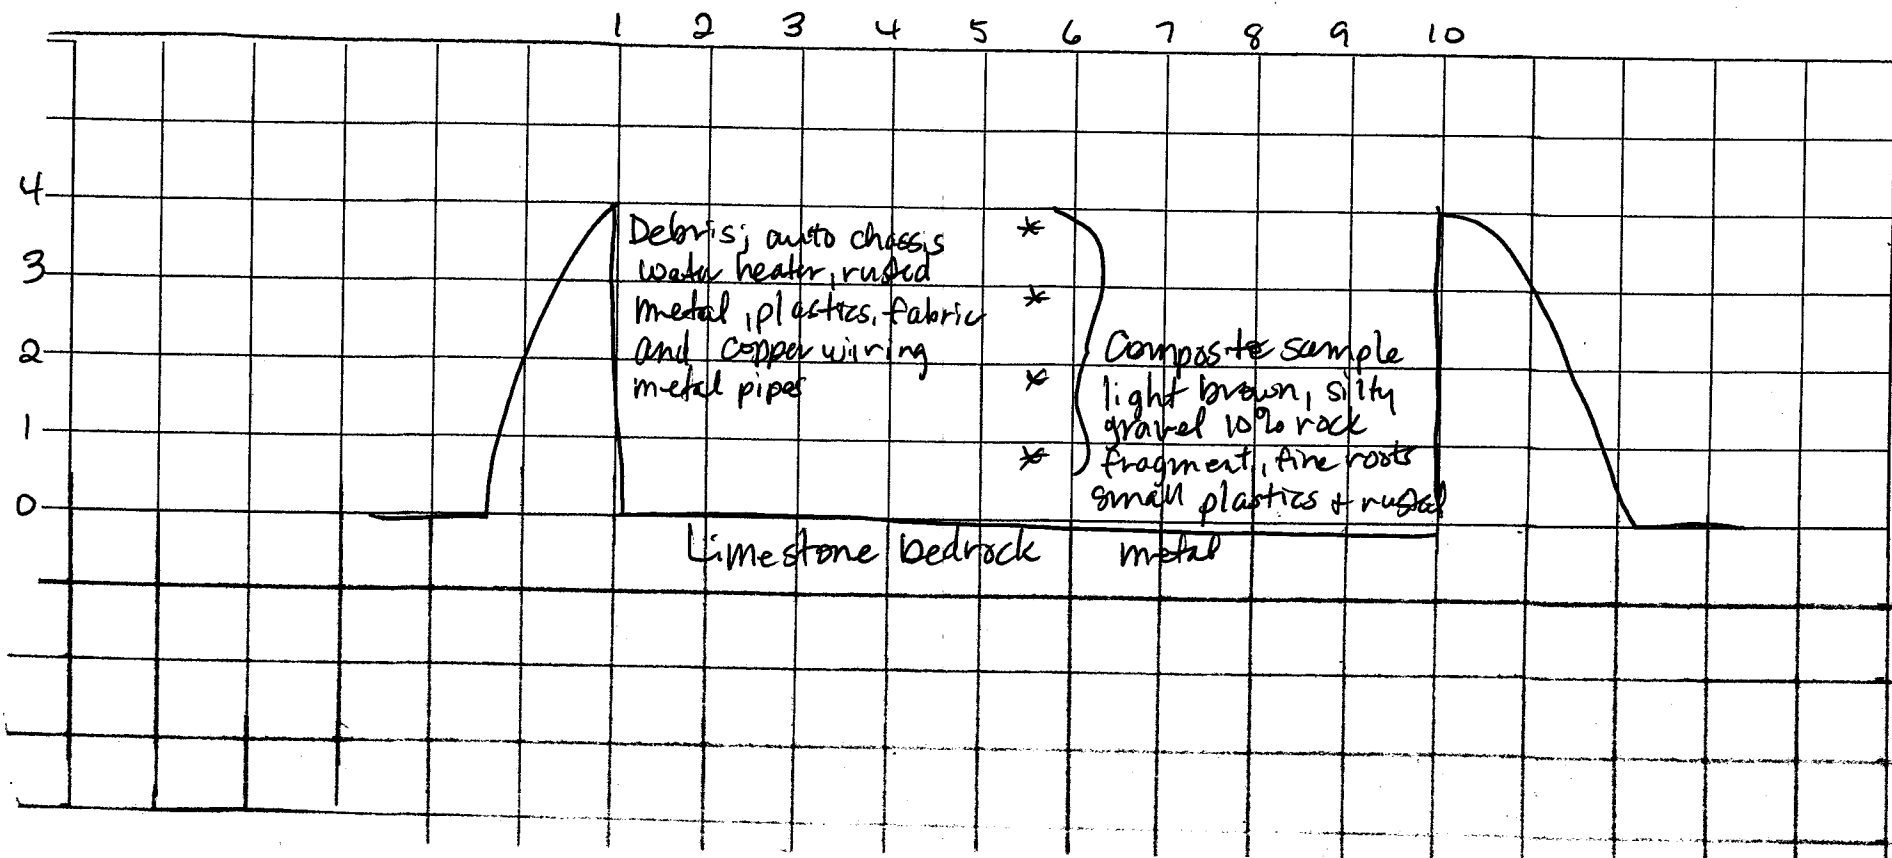 1 2 3 4 5 6 7 8 9 10
4
3
2
1
0
Debris; auto chassis
water heater, rusted
metal, plastics, fabric
and copper wiring
metal pipes
*
*
*
*
Composite sample
light brown, silty
gravel 10% rock
fragment, fine roots
small plastics + rusted
metal
Limestone bedrock